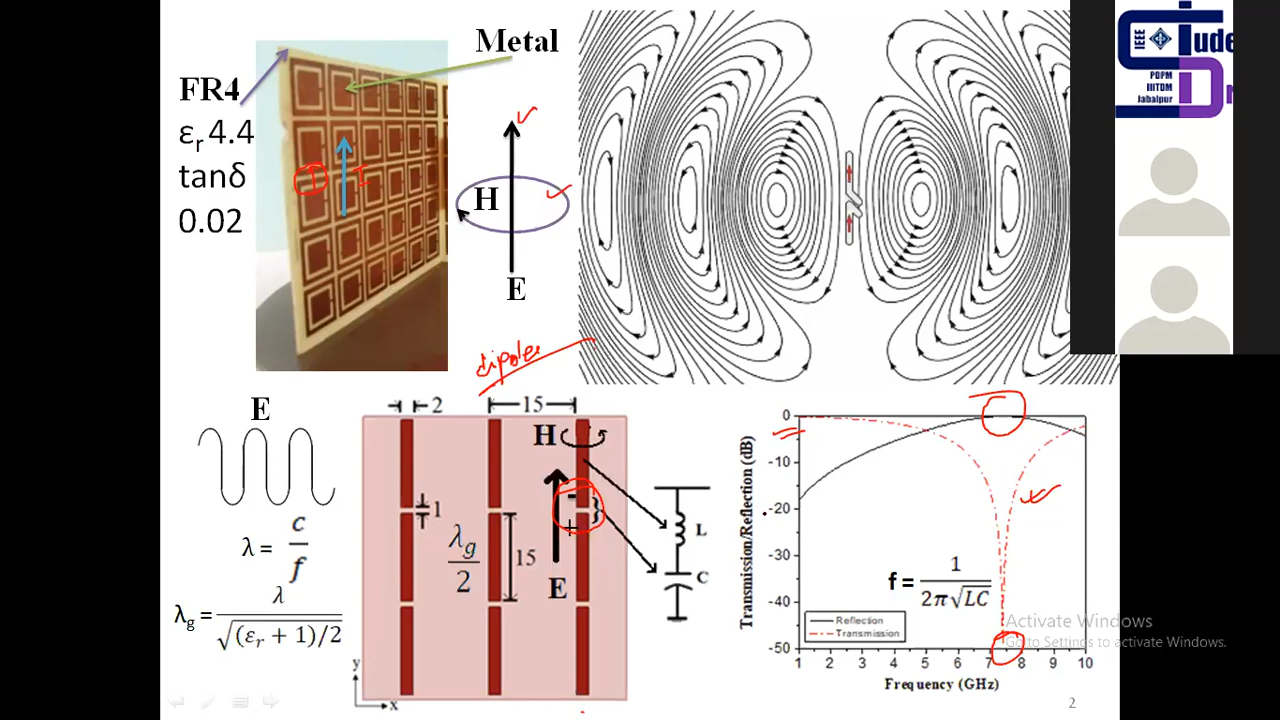 Metal
FR4
εr 4.4
tanδ
0.02
I
H
E
IEEE
PDPM
IIITDM
Jabalpur
dipoles
E
λ = c/f
λg = λ/√(εr + 1)/2
2
15
H
1
-
+
λg/2
15
E
L
C
y
x
Transmission/Reflection (dB)
0
-10
-20
-30
-40
-50
f = 1/2π√LC
Reflection
Transmission
1
2
3
4
5
6
7
8
9
10
Frequency (GHz)
Activate Windows
Go to Settings to activate Windows.
2